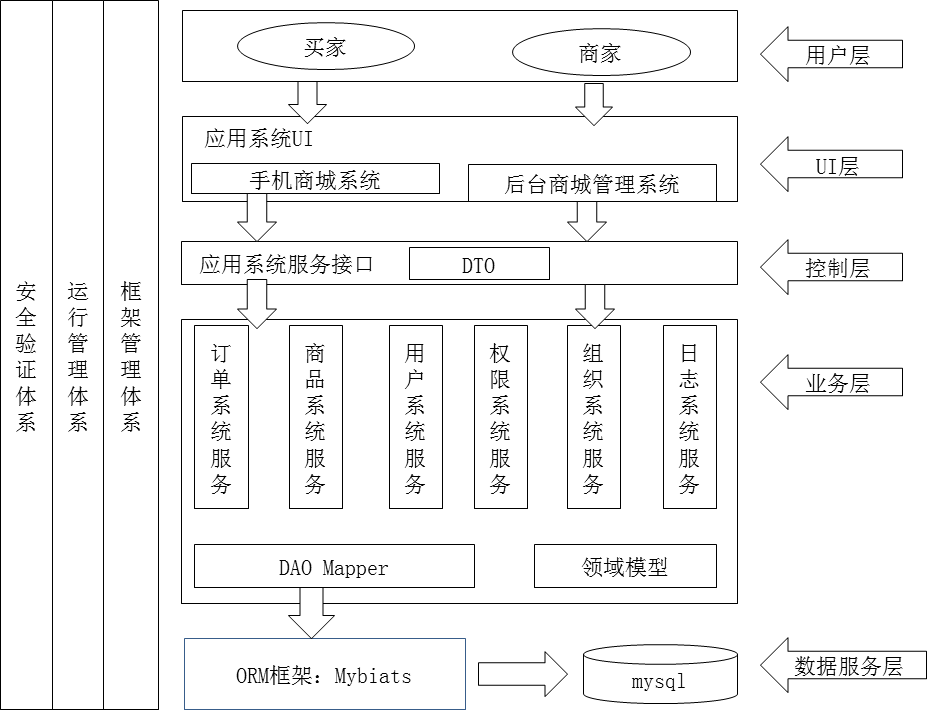 安全验证体系
运行管理体系
框架管理体系
买家
商家
用户层
应用系统UI
手机商城系统
后台商城管理系统
UI层
应用系统服务接口
DTO
控制层
订单系统服务
商品系统服务
用户系统服务
权限系统服务
组织系统服务
日志系统服务
业务层
DAO Mapper
领域模型
ORM框架：Mybiats
mysql
数据服务层